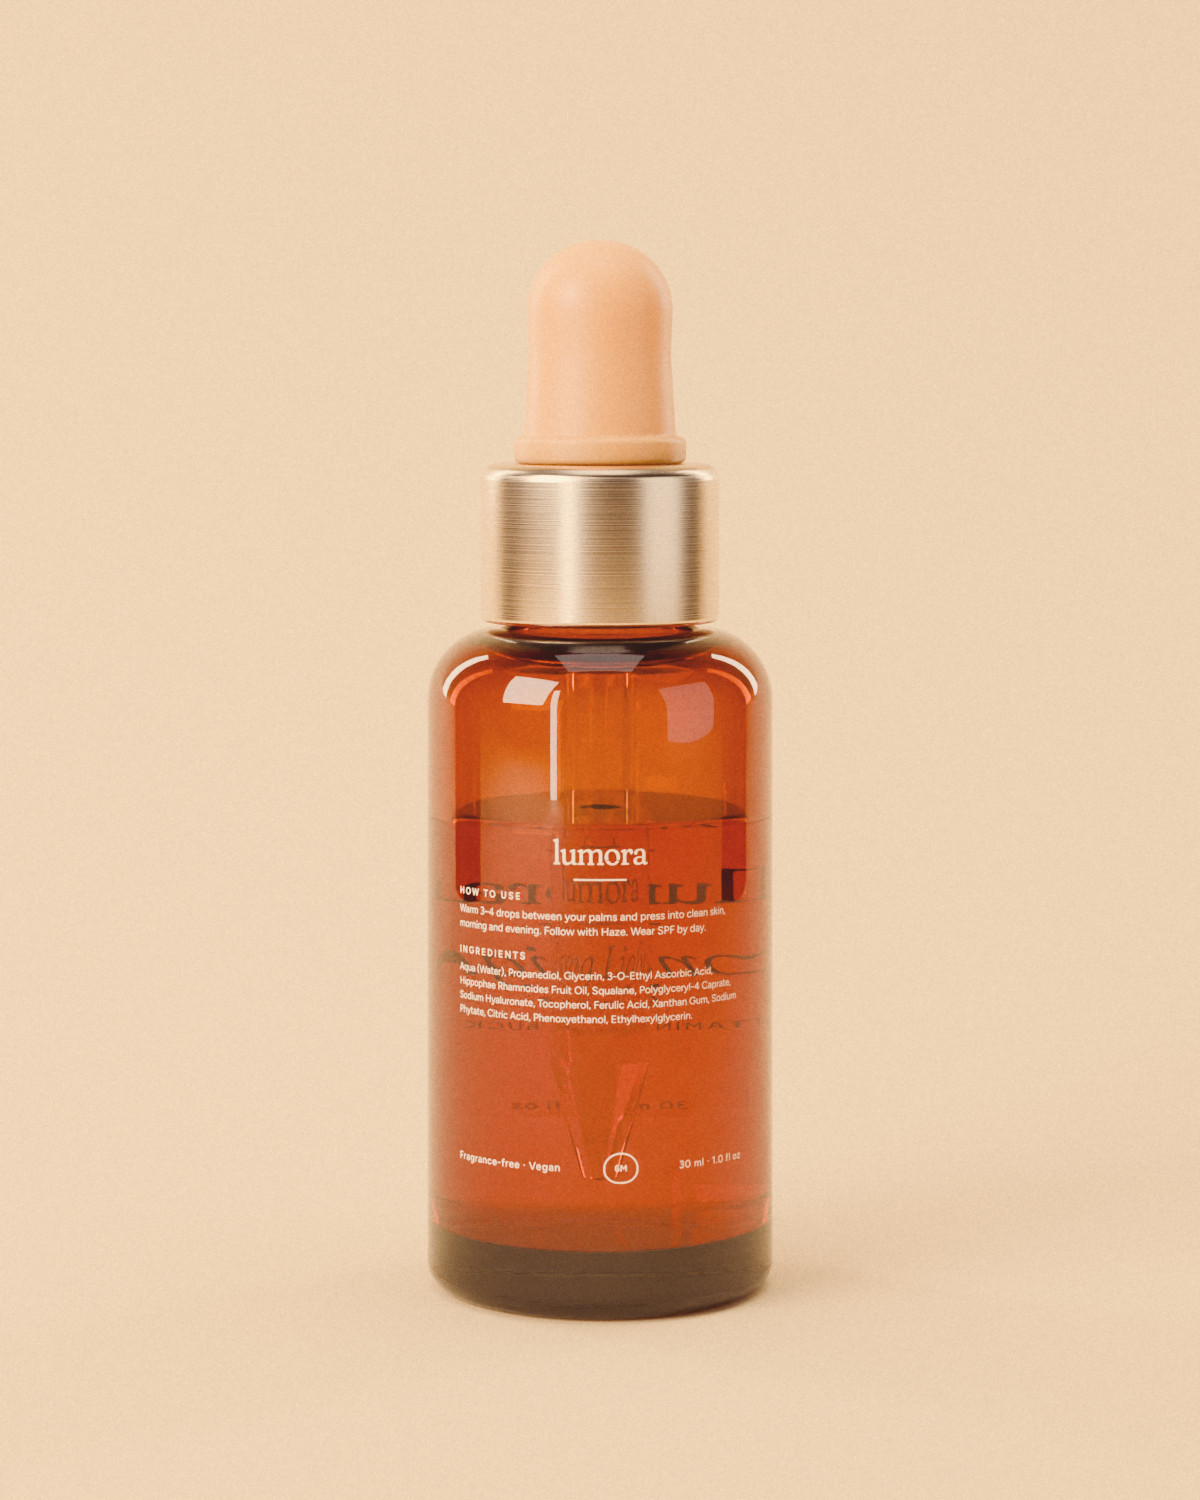 lumora
HOW TO USE
Warm 3–4 drops between your palms and press into clean skin,
morning and evening. Follow with Haze. Wear SPF by day.
INGREDIENTS
Aqua (Water), Propanediol, Glycerin, 3-O-Ethyl Ascorbic Acid,
Hippophae Rhamnoides Fruit Oil, Squalane, Polyglyceryl-4 Caprate,
Sodium Hyaluronate, Tocopherol, Ferulic Acid, Xanthan Gum, Sodium
Phytate, Citric Acid, Phenoxyethanol, Ethylhexylglycerin.
Fragrance-free · Vegan
6M
30 ml · 1.0 fl oz